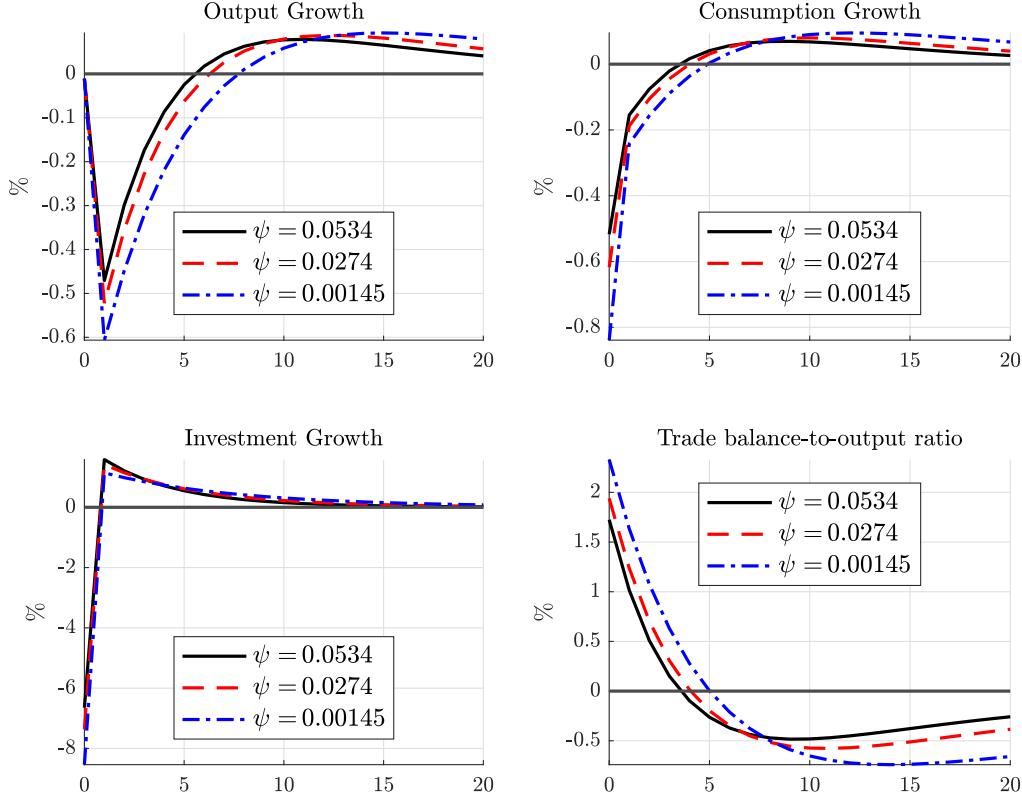 Output Growth
%
0
-0.1
-0.2
-0.3
-0.4
-0.5
-0.6
ψ = 0.0534
ψ = 0.0274
ψ = 0.00145
0 5 10 15 20
Consumption Growth
%
0
-0.2
-0.4
-0.6
-0.8
ψ = 0.0534
ψ = 0.0274
ψ = 0.00145
0 5 10 15 20
Investment Growth
%
0
-2
-4
-6
-8
ψ = 0.0534
ψ = 0.0274
ψ = 0.00145
0 5 10 15 20
Trade balance-to-output ratio
%
2
1.5
1
0.5
0
-0.5
ψ = 0.0534
ψ = 0.0274
ψ = 0.00145
0 5 10 15 20